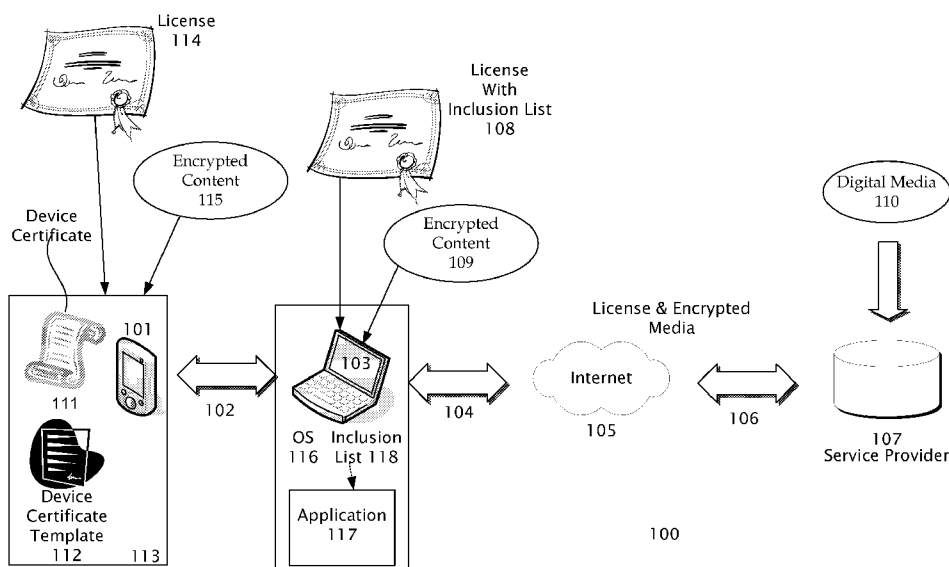 License
114
License
With
Inclusion List
108
Encrypted
Content
115
Digital Media
110
Device
Certificate
Encrypted
Content
109
License & Encrypted
Media
101
103
Internet
111
102
104
105
106
107
Service Provider
OS
116
Inclusion
List 118
Device
Certificate
Template
112
113
Application
117
100